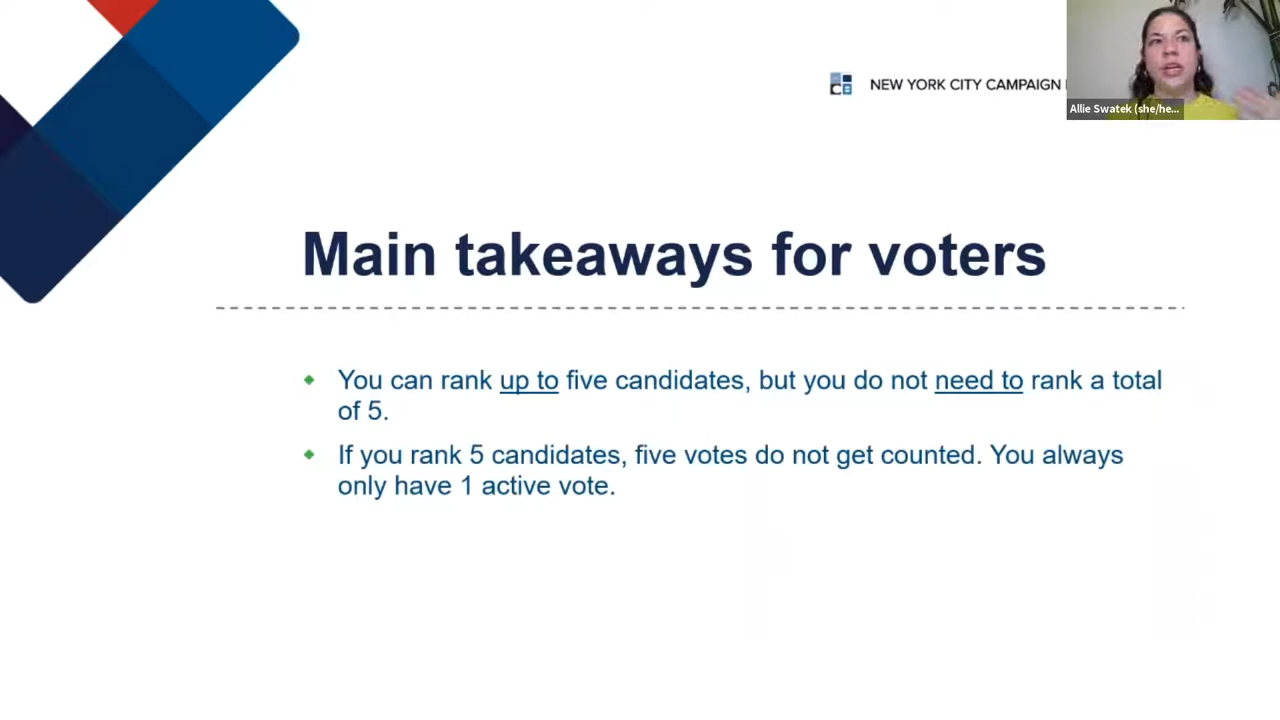 NEW YORK CITY CAMPAIGN
Allie Swatek (she/he...
Main takeaways for voters
You can rank up to five candidates, but you do not need to rank a total
of 5.
If you rank 5 candidates, five votes do not get counted. You always
only have 1 active vote.